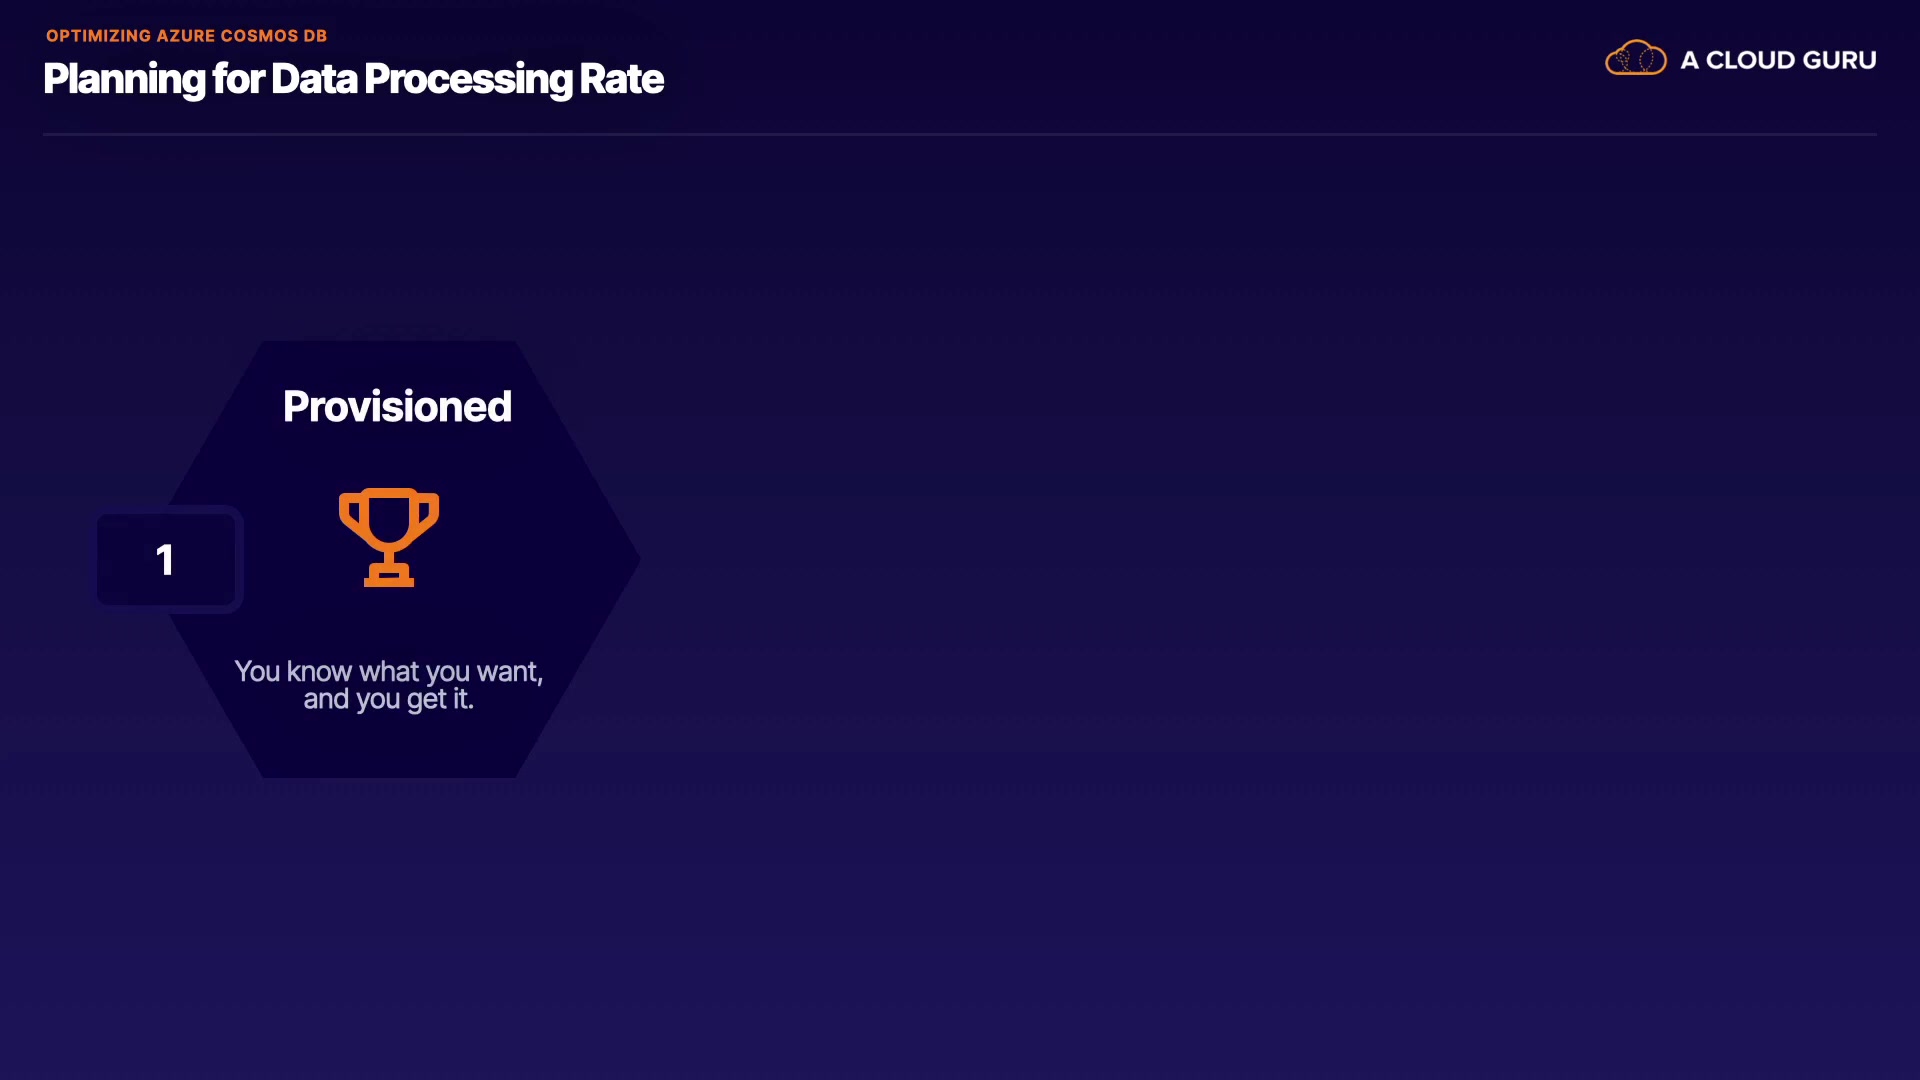 OPTIMIZING AZURE COSMOS DB
Planning for Data Processing Rate
A CLOUD GURU
Provisioned
1
You know what you want,
and you get it.